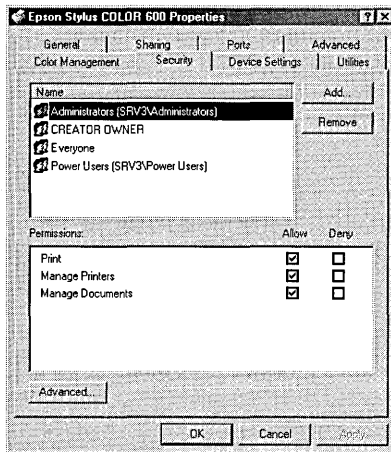 Epson Stylus COLOR 600 Properties
General Sharing Ports Advanced
Color Management Security Device Settings Utilities
Name
Administrators (SRV3\Administrators)
CREATOR OWNER
Everyone
Power Users (SRV3\Power Users)
Add...
Remove
Permissions: Allow Deny
Print
Manage Printers
Manage Documents
Advanced...
OK Cancel Apply